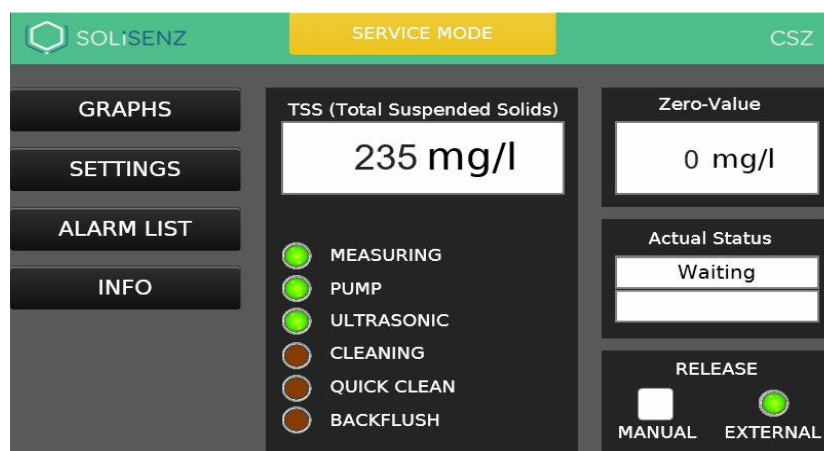 SOLiSENZ
SERVICE MODE
CSZ
GRAPHS
SETTINGS
ALARM LIST
INFO
TSS (Total Suspended Solids)
235 mg/l
MEASURING
PUMP
ULTRASONIC
CLEANING
QUICK CLEAN
BACKFLUSH
Zero-Value
0 mg/l
Actual Status
Waiting
RELEASE
MANUAL EXTERNAL